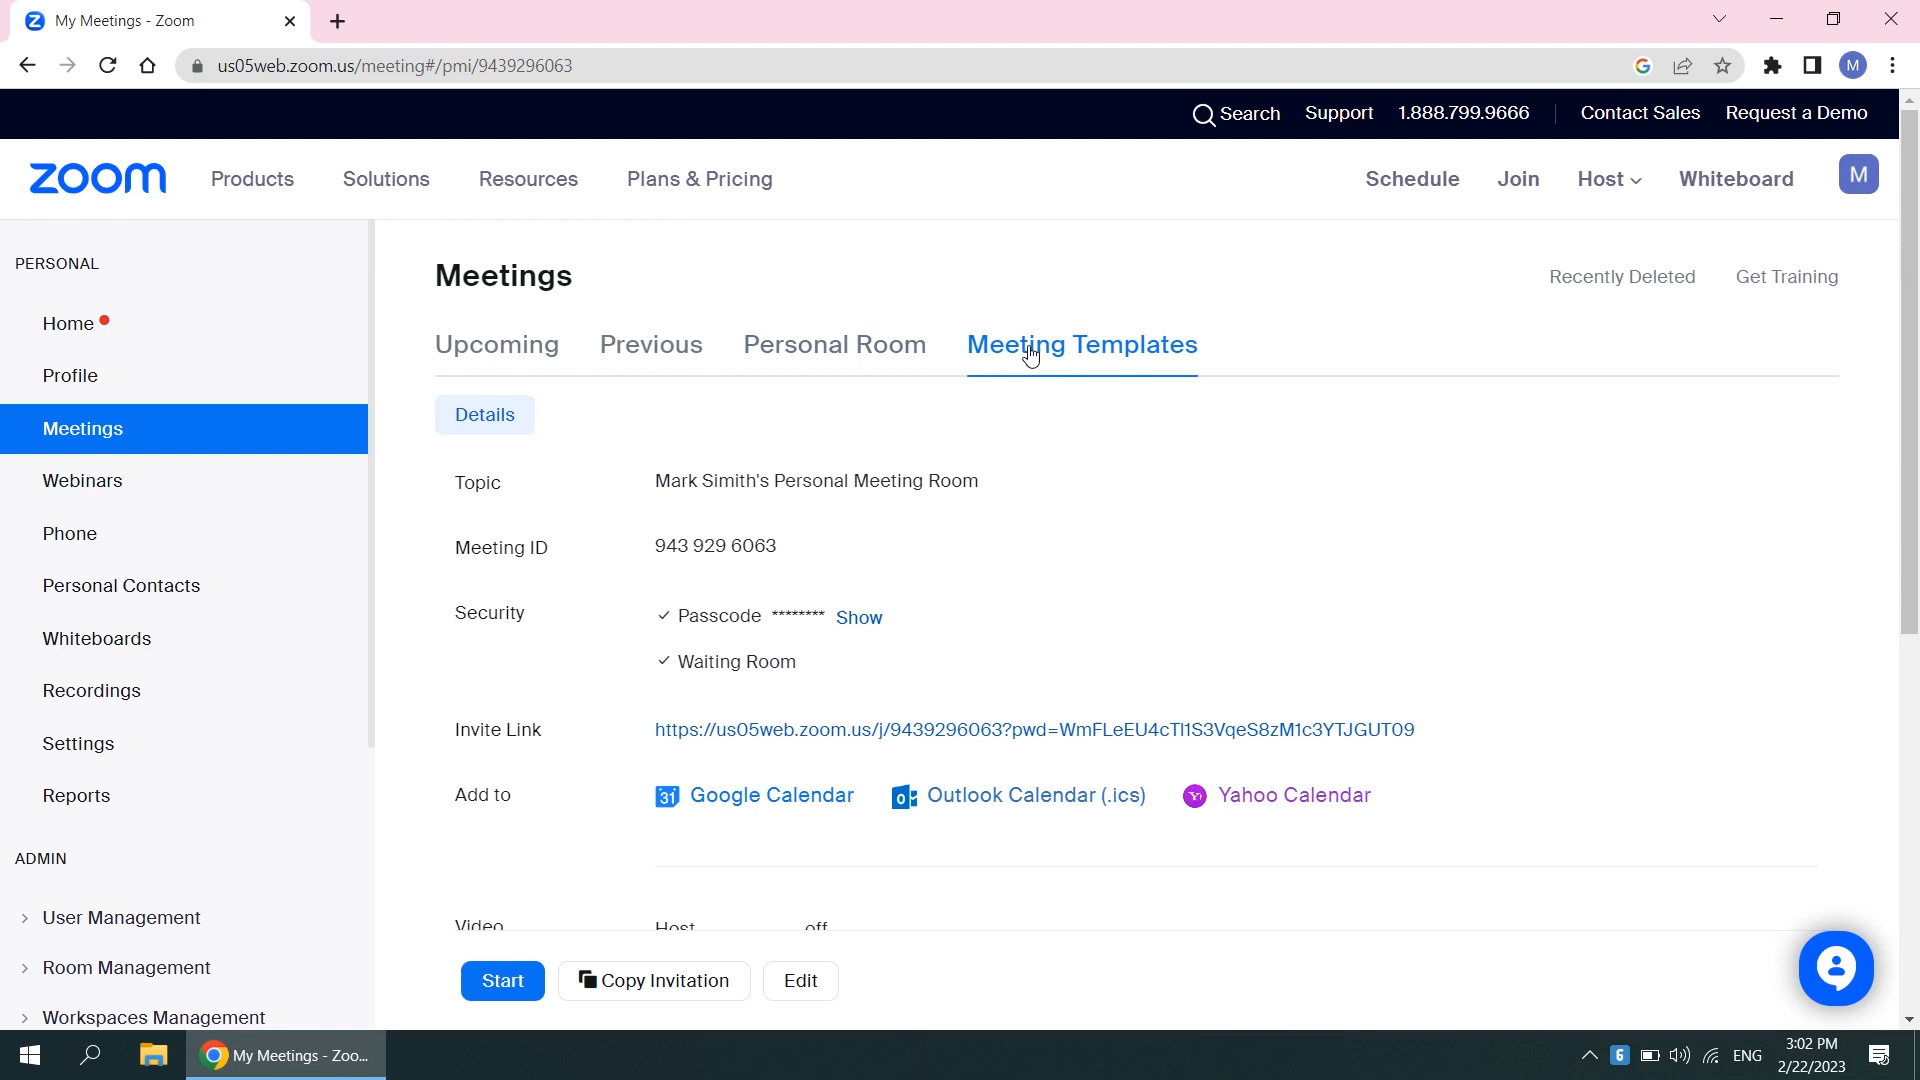 My Meetings - Zoom
us05web.zoom.us/meeting#/pmi/9439296063
M
Search Support 1.888.799.9666 Contact Sales Request a Demo
zoom Products Solutions Resources Plans & Pricing Schedule Join Host Whiteboard M
PERSONAL
Home
Profile
Meetings
Webinars
Phone
Personal Contacts
Whiteboards
Recordings
Settings
Reports
ADMIN
User Management
Room Management
Workspaces Management
Meetings
Recently Deleted Get Training
Upcoming Previous Personal Room Meeting Templates
Details
Topic Mark Simith's Personal Meeting Room
Meeting ID 943 929 6063
Security ✓ Passcode ******** Show
✓ Waiting Room
Invite Link https://us05web.zoom.us/j/9439296063?pwd=WmFLeEU4cTl1S3VqeS8zM1c3YTJGUT09
Add to 31 Google Calendar Outlook Calendar (.ics) Yahoo Calendar
Video Host off
Start Copy Invitation Edit
My Meetings - Zoo...
6 ENG 3:02 PM
2/22/2023